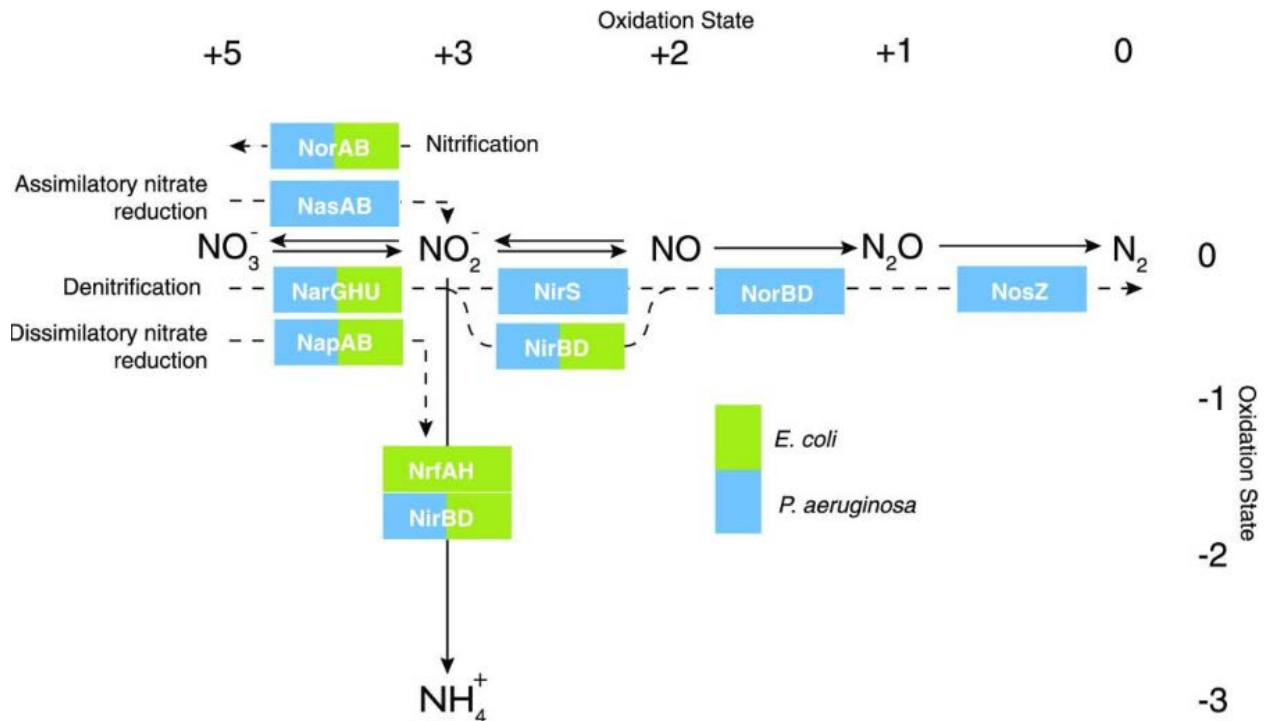 Oxidation State
+5 +3 +2 +1 0
NorAB Nitrification
Assimilatory nitrate
reduction
NasAB
NO₃⁻ NO₂⁻ NO N₂O N₂ 0
Denitrification NarGHU NirS NorBD NosZ
Dissimilatory nitrate
reduction
NapAB NirBD
-1
Oxidation State
E. coli
NrfAH
P. aeruginosa
NirBD
-2
NH₄⁺ -3